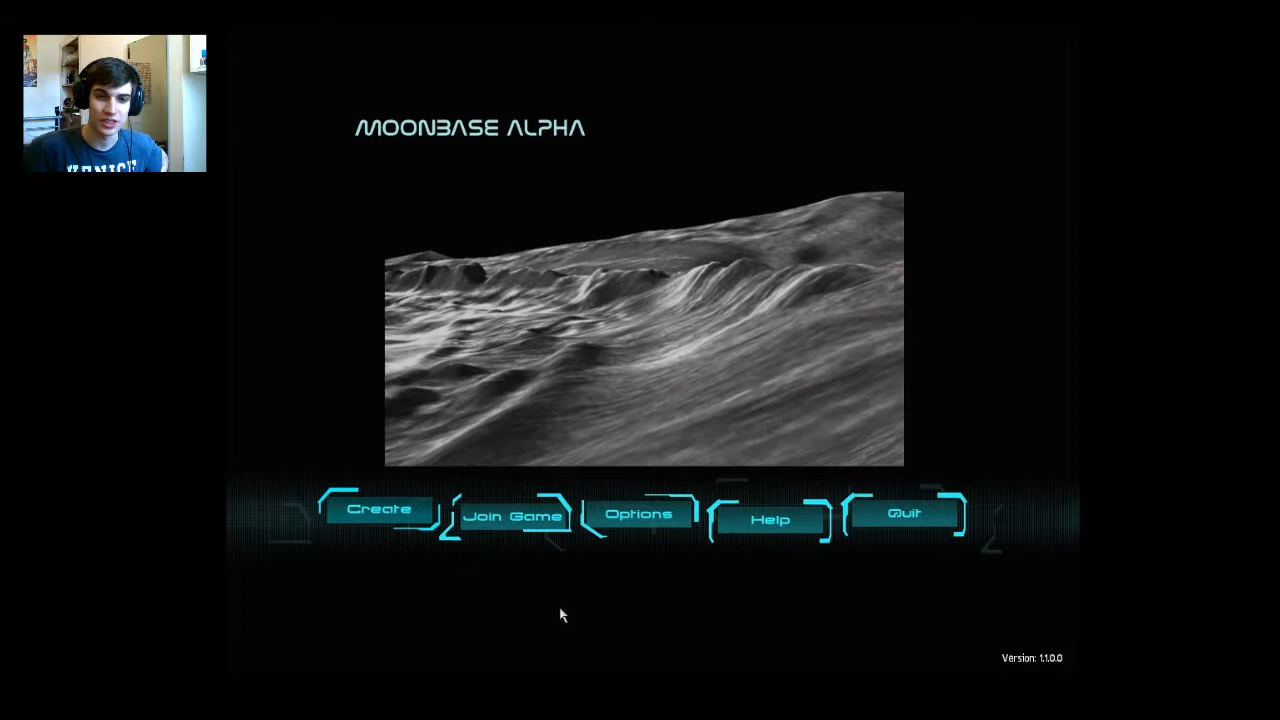 MOONBASE ALPHA
Create
Join Game
Options
Help
Quit
Version: 1.1.0.0